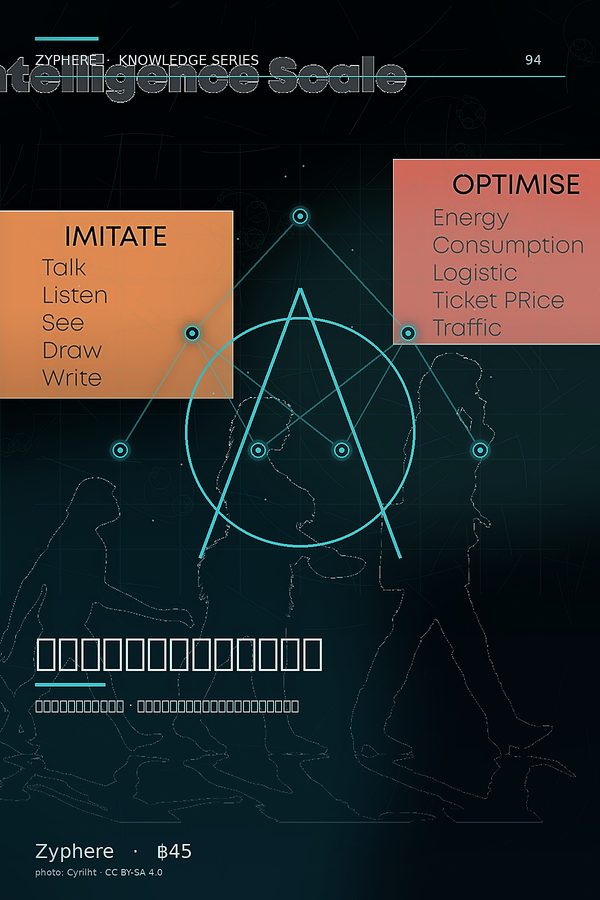 ZYPHERE · KNOWLEDGE SERIES 94
ntelligence Scale
OPTIMISE
Energy
Consumption
Logistic
Ticket PRice
Traffic
IMITATE
Talk
Listen
See
Draw
Write
Zyphere · ฿45
photo: Cyrilht · CC BY-SA 4.0